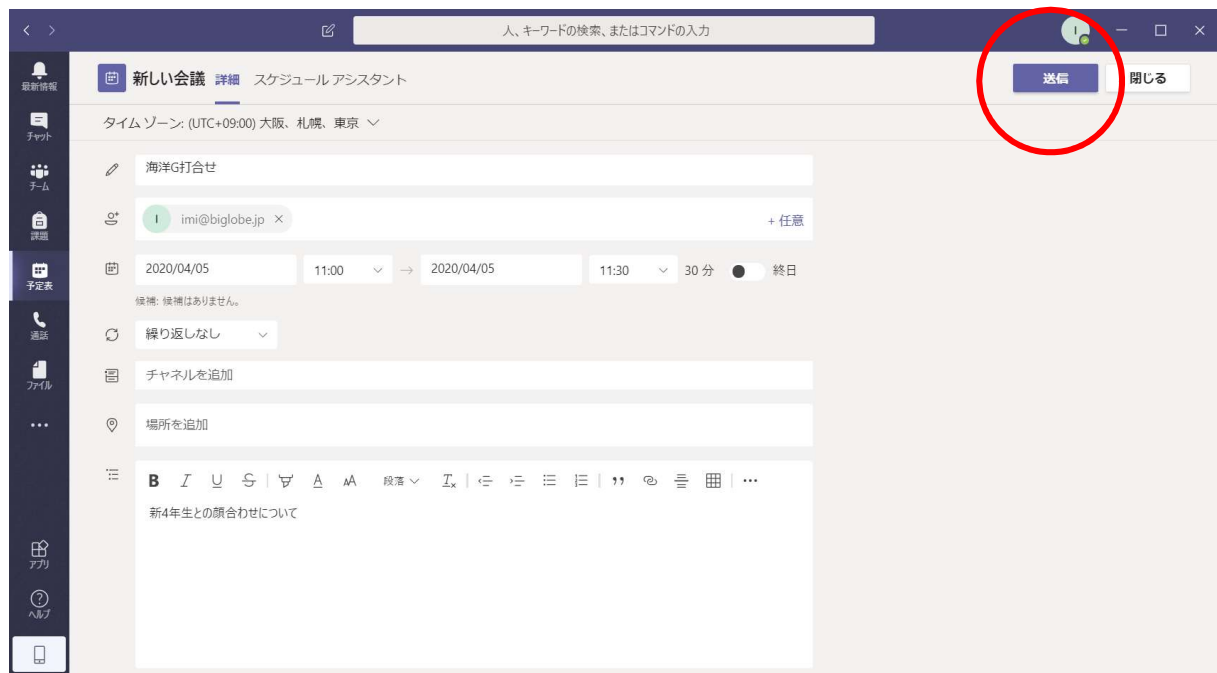 人、キーワードの検索、またはコマンドの入力
I
最新情報
チャット
チーム
課題
予定表
通話
ファイル
アプリ
ヘルプ
新しい会議 詳細 スケジュール アシスタント
送信 閉じる
タイム ゾーン: (UTC+09:00) 大阪、札幌、東京
海洋G打合せ
I imi@biglobe.jp × + 任意
2020/04/05 11:00 → 2020/04/05 11:30 30 分 終日
候補: 候補はありません。
繰り返しなし
チャネルを追加
場所を追加
B I U S A AA 段落 Tx
新4年生との顔合わせについて